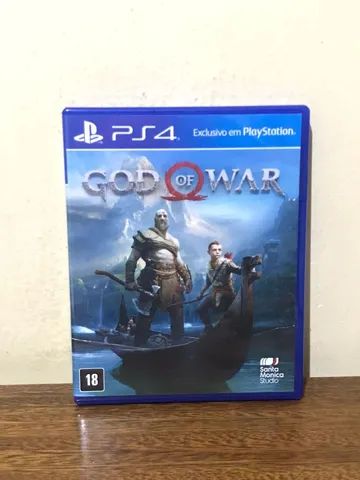 PS4 Exclusivo em PlayStation
GOD OF WAR
18
Santa
Monica
Studio